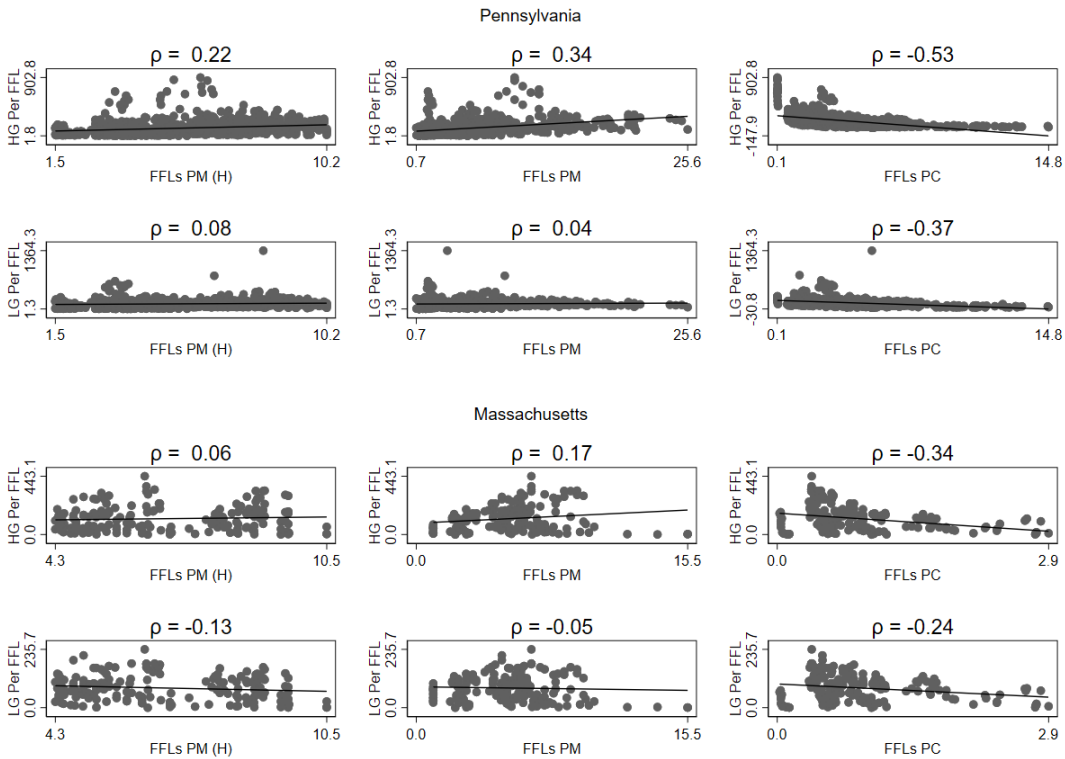 Pennsylvania
ρ = 0.22
HG Per FFL
902.8
1.8
1.5
10.2
FFLs PM (H)
ρ = 0.34
HG Per FFL
902.8
1.8
0.7
25.6
FFLs PM
ρ = -0.53
HG Per FFL
902.8
-147.9
0.1
14.8
FFLs PC
ρ = 0.08
LG Per FFL
1364.3
1.3
1.5
10.2
FFLs PM (H)
ρ = 0.04
LG Per FFL
1364.3
1.3
0.7
25.6
FFLs PM
ρ = -0.37
LG Per FFL
1364.3
-30.8
0.1
14.8
FFLs PC
Massachusetts
ρ = 0.06
HG Per FFL
443.1
0.0
4.3
10.5
FFLs PM (H)
ρ = 0.17
HG Per FFL
443.1
0.0
0.0
15.5
FFLs PM
ρ = -0.34
HG Per FFL
443.1
0.0
0.0
2.9
FFLs PC
ρ = -0.13
LG Per FFL
235.7
0.0
4.3
10.5
FFLs PM (H)
ρ = -0.05
LG Per FFL
235.7
0.0
0.0
15.5
FFLs PM
ρ = -0.24
LG Per FFL
235.7
0.0
0.0
2.9
FFLs PC